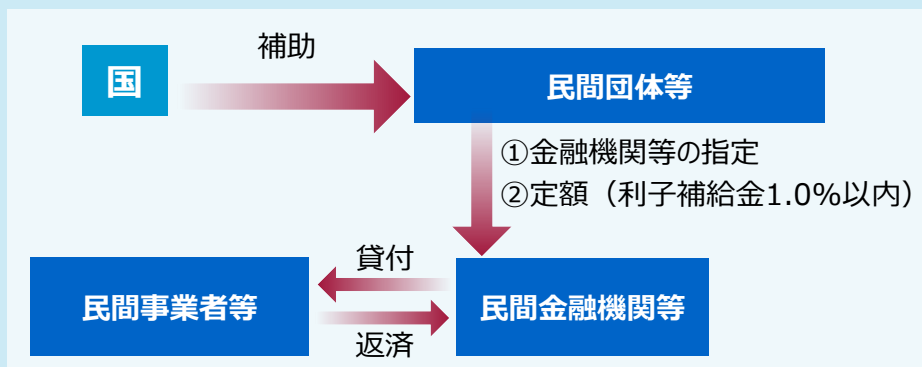 補助
国
民間団体等
①金融機関等の指定
②定額（利子補給金1.0%以内）
貸付
民間事業者等
民間金融機関等
返済